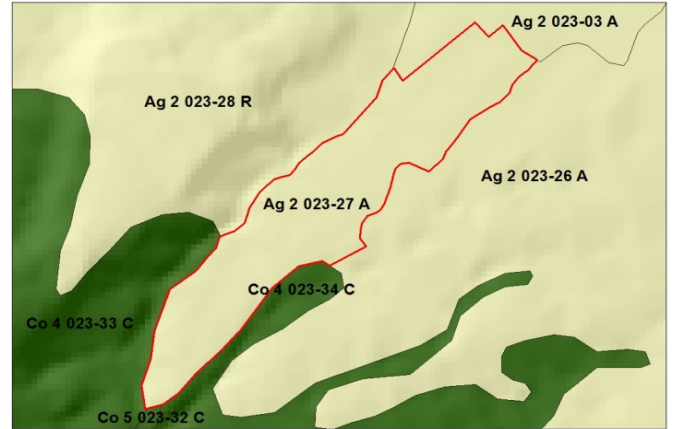 Ag 2 023-03 A
Ag 2 023-28 R
Ag 2 023-26 A
Ag 2 023-27 A
Co 4 023-34 C
Co 4 023-33 C
Co 5 023-32 C